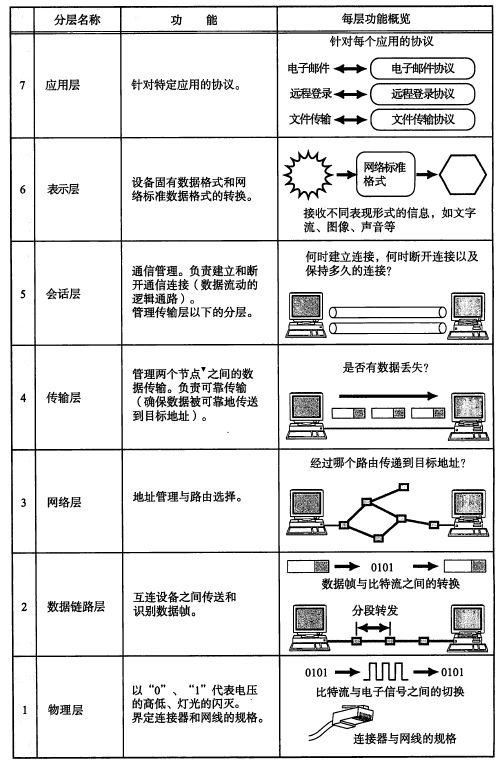 分层名称 功 能 每层功能概览
7 应用层 针对特定应用的协议。
针对每个应用的协议
电子邮件 电子邮件协议
远程登录 远程登录协议
文件传输 文件传输协议
6 表示层
设备固有数据格式和网
络标准数据格式的转换。
网络标准
格式
接收不同表现形式的信息，如文字
流、图像、声音等
5 会话层
通信管理。负责建立和断
开通信连接（数据流动的
逻辑通路）。
管理传输层以下的分层。
何时建立连接，何时断开连接以及
保持多久的连接？
4 传输层
管理两个节点▼之间的数
据传输。负责可靠传输
（确保数据被可靠地传送
到目标地址）。
是否有数据丢失？
3 网络层 地址管理与路由选择。
经过哪个路由传递到目标地址？
2 数据链路层
互连设备之间传送和
识别数据帧。
0101
数据帧与比特流之间的转换
分段转发
1 物理层
以“0”、“1”代表电压
的高低、灯光的闪灭。
界定连接器和网线的规格。
0101 0101
比特流与电子信号之间的切换
连接器与网线的规格